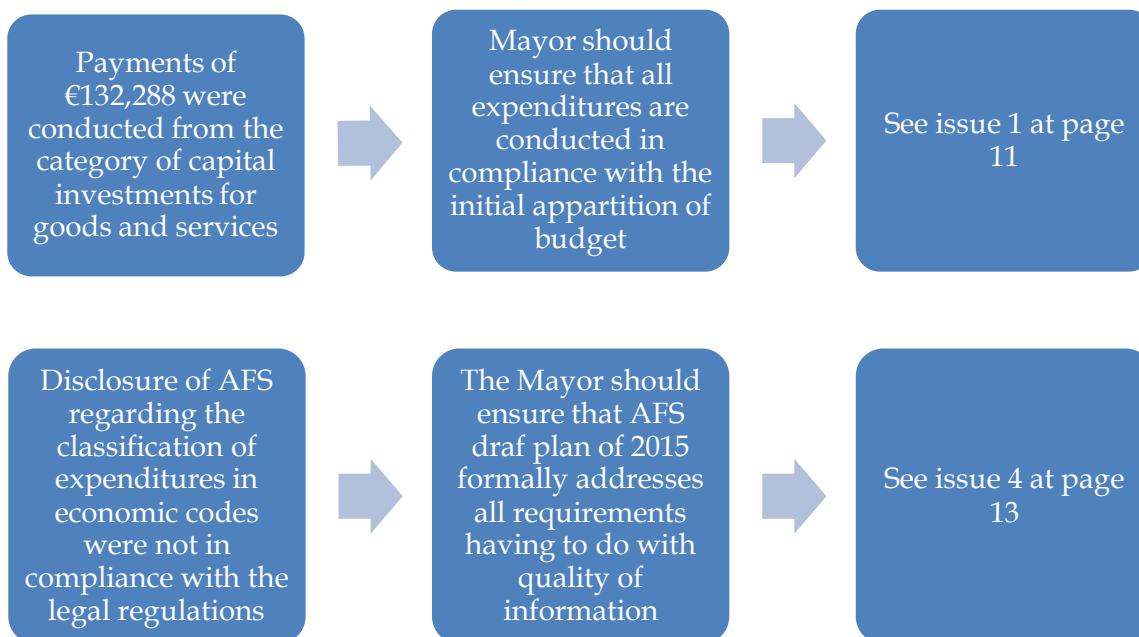 Payments of
€132,288 were
conducted from the
category of capital
investments for
goods and services
Mayor should
ensure that all
expenditures are
conducted in
compliance with the
initial appartition of
budget
See issue 1 at page
11
Disclosure of AFS
regarding the
classification of
expenditures in
economic codes
were not in
compliance with the
legal regulations
The Mayor should
ensure that AFS
draf plan of 2015
formally addresses
all requirements
having to do with
quality of
information
See issue 4 at page
13